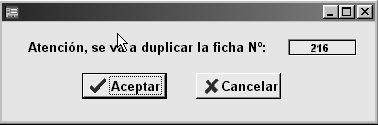 Atención, se va a duplicar la ficha Nº: 216
Aceptar Cancelar